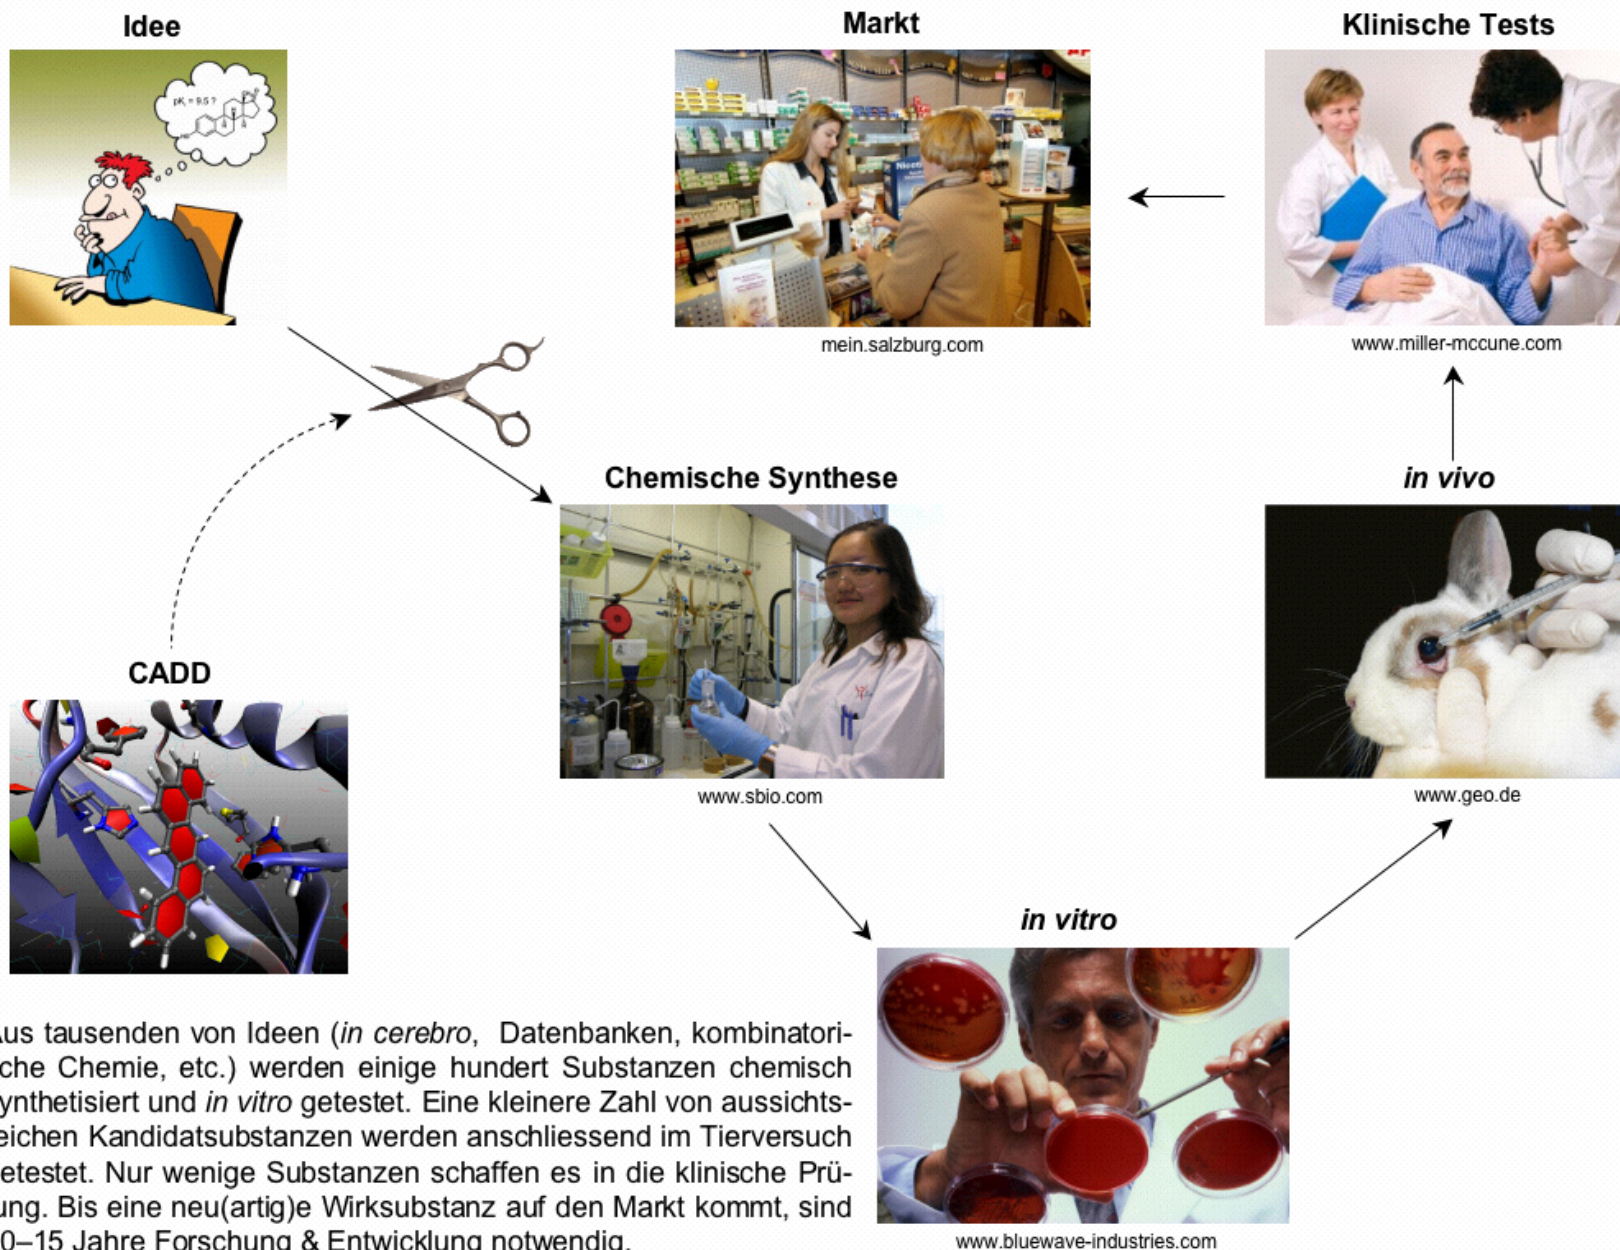 Idee
Markt
Klinische Tests
pKi = 9.5 ?
Nicot
mein.salzburg.com
www.miller-mccune.com
Chemische Synthese
in vivo
CADD
www.sbio.com
www.geo.de
in vitro
us tausenden von Ideen (in cerebro, Datenbanken, kombinatori-
che Chemie, etc.) werden einige hundert Substanzen chemisch
ynthetisiert und in vitro getestet. Eine kleinere Zahl von aussichts-
eichen Kandidatsubstanzen werden anschliessend im Tierversuch
etestet. Nur wenige Substanzen schaffen es in die klinische Prü-
ung. Bis eine neu(artig)e Wirksubstanz auf den Markt kommt, sind
0–15 Jahre Forschung & Entwicklung notwendig.
www.bluewave-industries.com